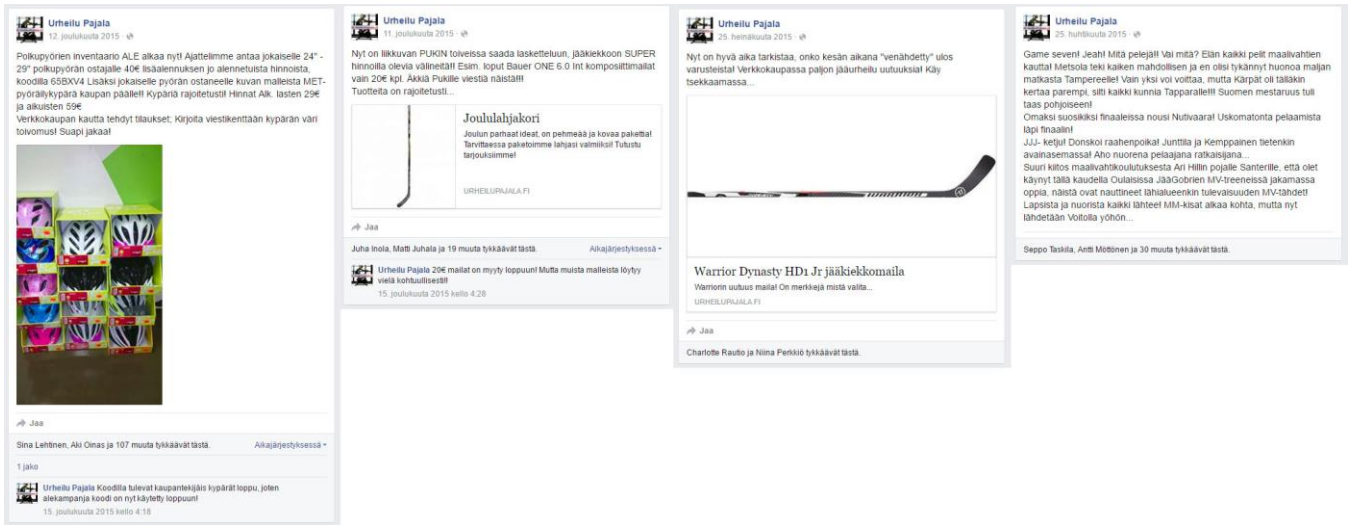 Urheilu Pajala
12. joulukuuta 2015 ·
Polkupyörien inventaario ALE alkaa nyt! Ajattelimme antaa jokaiselle 24" -
29" polkupyörän ostajalle 40€ lisäalennuksen jo alennetuista hinnoista,
koodilla 65BXV4 Lisäksi jokaiselle pyörän ostaneelle kuvan malleista MET-
pyöräilykypärä kaupan päälle!! Kypäriä rajoitetusti! Hinnat Alk. lasten 29€
ja aikuisten 59€
Verkkokaupan kautta tehdyt tilaukset; Kirjoita viestikenttään kypärän väri
toivomus! Suapi jakaa!
Jaa
Sina Lehtinen, Aki Oinas ja 107 muuta tykkäävät tästä.
Aikajärjestyksessä
1 jako
Urheilu Pajala Koodilla tulevat kaupantekijäis kypärät loppu, joten
alekampanja koodi on nyt käytetty loppuun!
15. joulukuuta 2015 kello 4:18
Urheilu Pajala
11. joulukuuta 2015 ·
Nyt on liikkuvan PUKIN toiveissa saada lasketteluun, jääkiekkoon SUPER
hinnoilla olevia välineitä!! Esim. loput Bauer ONE 6.0 Int komposiittimailat
vain 20€ kpl. Äkkiä Pukille viestiä näistä!!!!
Tuotteita on rajoitetusti...
Joululahjakori
Joulun parhaat ideat, on pehmeää ja kovaa pakettia!
Tarvittaessa paketoimme lahjasi valmiiksi! Tutustu
tarjouksiimme!
URHEILUPAJALA.FI
Jaa
Juha Inola, Matti Juhala ja 19 muuta tykkäävät tästä.
Aikajärjestyksessä
Urheilu Pajala 20€ mailat on myyty loppuun! Mutta muista malleista löytyy
vielä kohtuullisesti!!
15. joulukuuta 2015 kello 4:28
Urheilu Pajala
25. heinäkuuta 2015 ·
Nyt on hyvä aika tarkistaa, onko kesän aikana "venähdetty" ulos
varusteista! Verkkokaupassa paljon jääurheilu uutuuksia! Käy
tsekkaamassa...
Warrior Dynasty HD1 Jr jääkiekkomaila
Warriorin uutuus maila! On merkkejä mistä valita...
URHEILUPAJALA.FI
Jaa
Charlotte Rautio ja Niina Perkkiö tykkäävät tästä.
Urheilu Pajala
25. huhtikuuta 2015 ·
Game seven! Jeah! Mitä pelejä!! Vai mitä? Elän kaikki pelit maalivahtien
kautta! Metsola teki kaiken mahdollisen ja en olisi tykännyt huonoa maljan
matkasta Tampereelle! Vain yksi voi voittaa, mutta Kärpät oli tälläkin
kertaa parempi, silti kaikki kunnia Tapparalle!!! Suomen mestaruus tuli
taas pohjoiseen!
Omaksi suosikiksi finaaleissa nousi Nutivaara! Uskomatonta pelaamista
läpi finaalin!
JJJ- ketju! Donskoi raahenpoika! Junttila ja Kemppainen tietenkin
avainasemassa! Aho nuorena pelaajana ratkaisijana...
Suuri kiitos maalivahtikoulutuksesta Ari Hillin pojalle Santerille, että olet
käynyt tällä kaudella Oulaisissa JääGobrien MV-treeneissä jakamassa
oppia, näistä ovat nauttineet lähialueenkin tulevaisuuden MV-tähdet!
Lapsista ja nuorista kaikki lähtee! MM-kisat alkaa kohta, mutta nyt
lähdetään Voitolla yöhön...
Seppo Taskila, Antti Möttönen ja 30 muuta tykkäävät tästä.